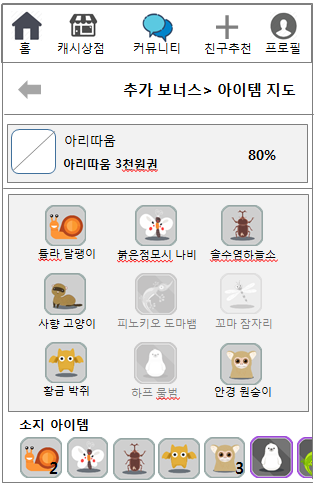 홈 캐시상점 커뮤니티 친구추천 프로필
추가 보너스> 아이템 지도
아리따움
아리따움 3천원권 80%
틀라 달팽이 붉은점모시 나비 솔수염하늘소
사향 고양이 피노키오 도마뱀 꼬마 잠자리
황금 박쥐 하프 물범 안경 원숭이
소지 아이템
2 3